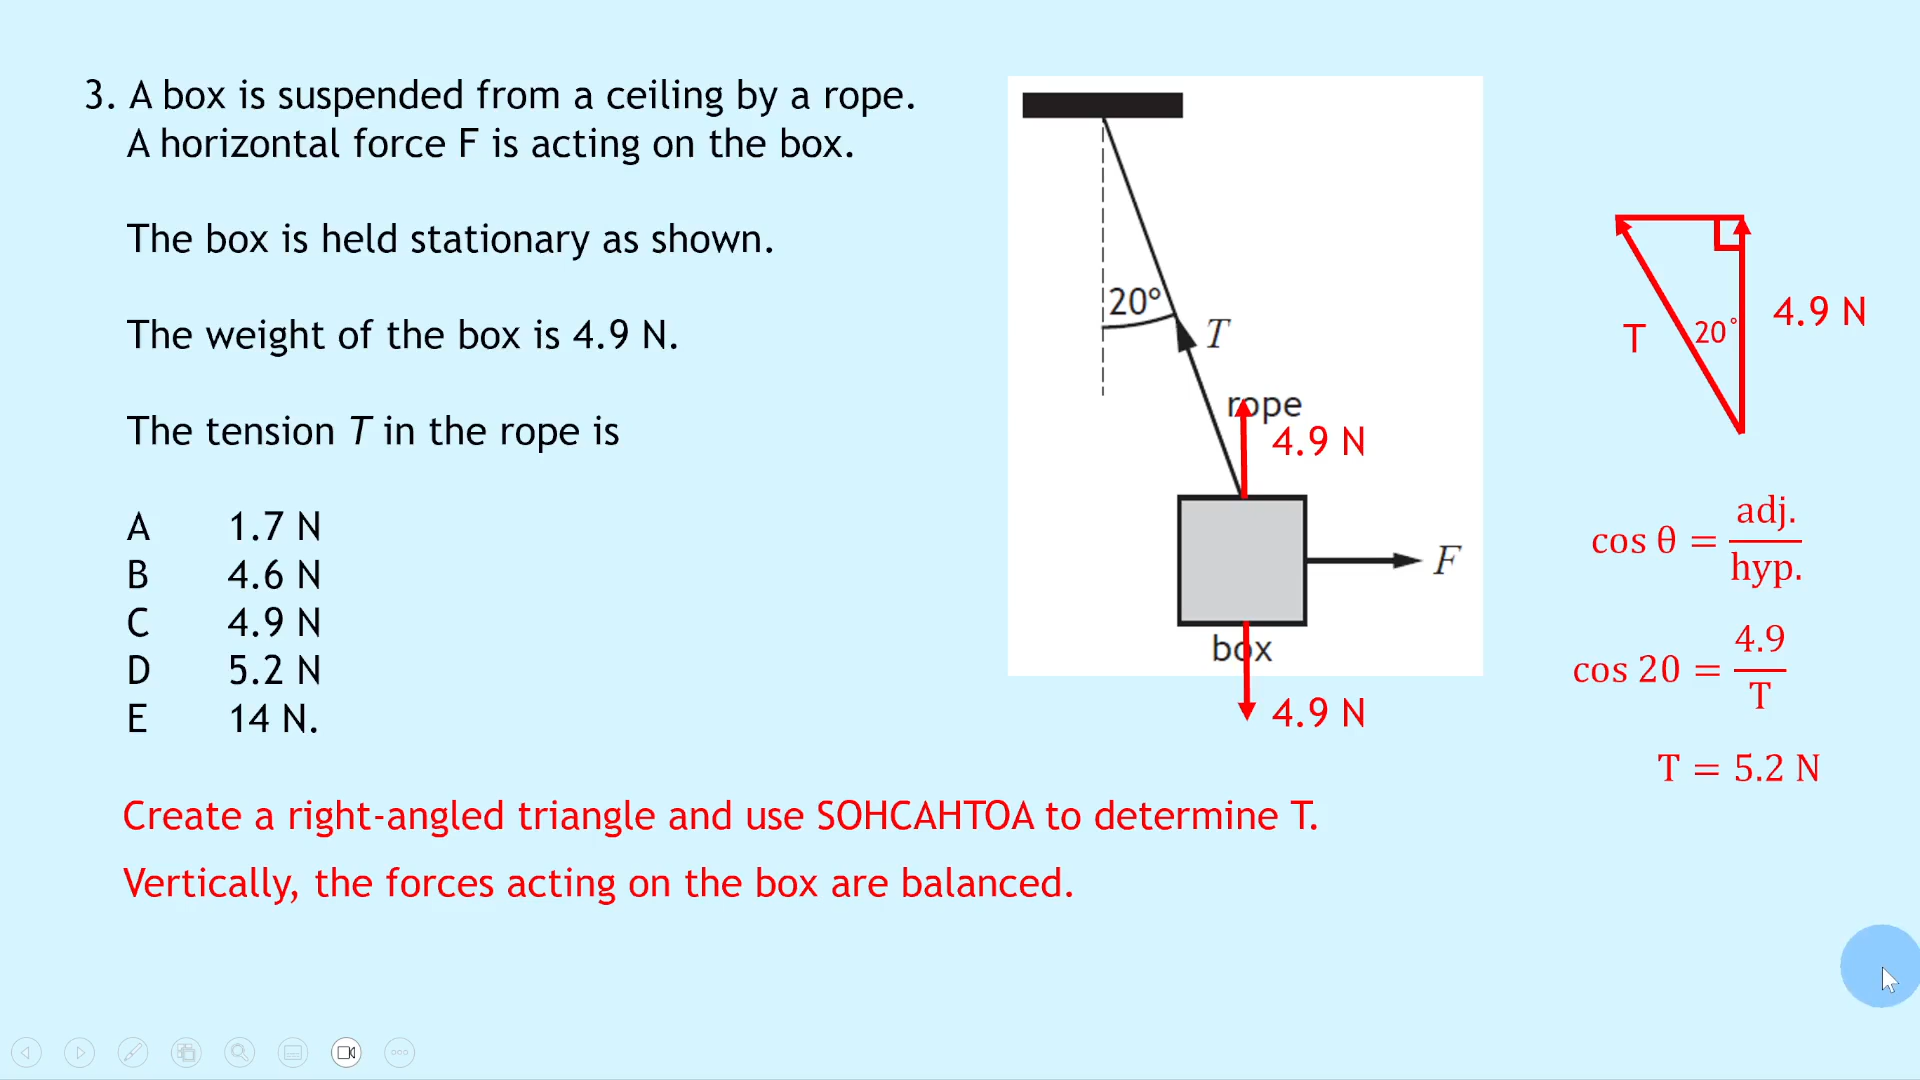 3. A box is suspended from a ceiling by a rope.
A horizontal force F is acting on the box.
The box is held stationary as shown.
The weight of the box is 4.9 N.
The tension T in the rope is
A 1.7 N
B 4.6 N
C 4.9 N
D 5.2 N
E 14 N.
Create a right-angled triangle and use SOHCAHTOA to determine T.
Vertically, the forces acting on the box are balanced.
20°
T
rope
4.9 N
F
box
4.9 N
T
20°
4.9 N
cos θ = adj./hyp.
cos 20 = 4.9/T
T = 5.2 N